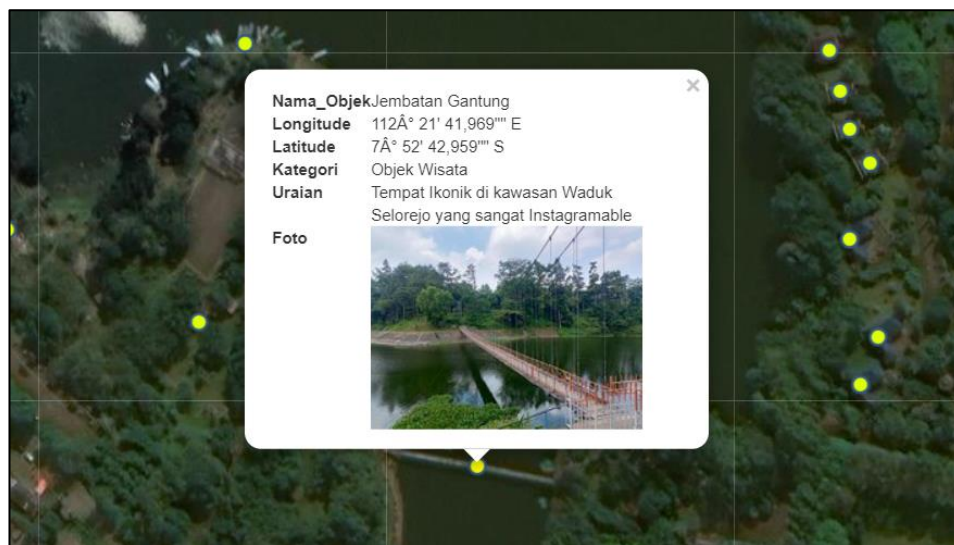 ×
Nama_Objek Jembatan Gantung
Longitude 112Â° 21' 41,969"" E
Latitude 7Â° 52' 42,959"" S
Kategori Objek Wisata
Uraian Tempat Ikonik di kawasan Waduk
Selorejo yang sangat Instagramable
Foto